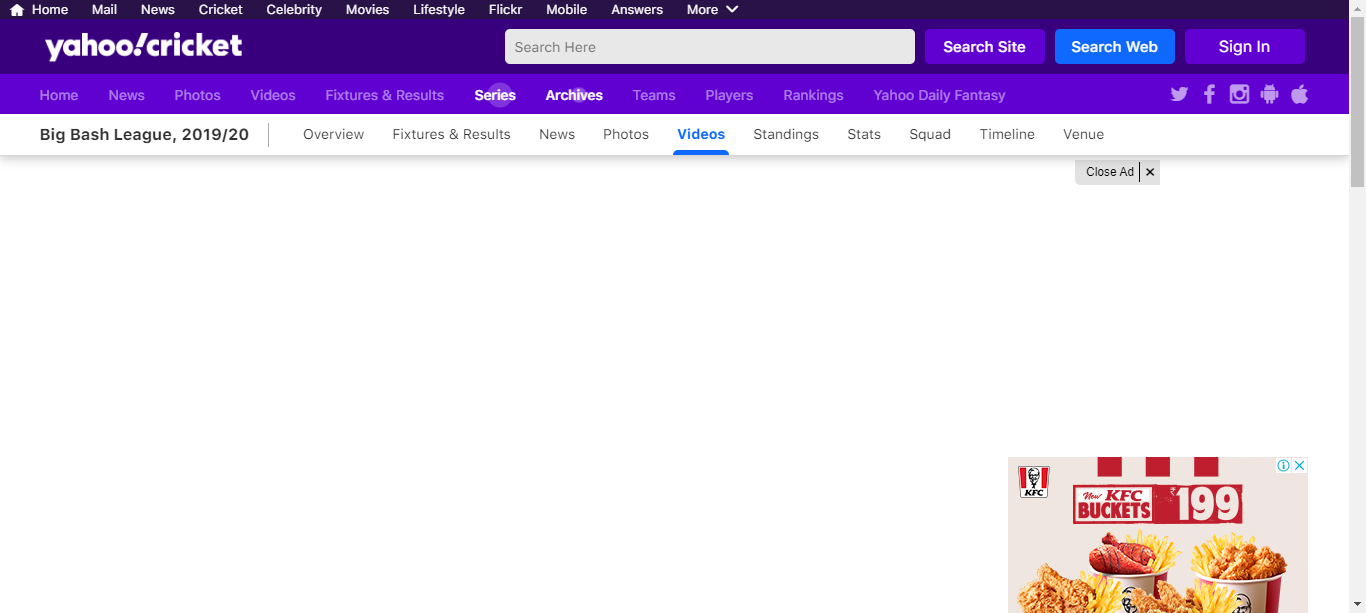 Home Mail News Cricket Celebrity Movies Lifestyle Flickr Mobile Answers More
yahoo!cricket Search Here Search Site Search Web Sign In
Home News Photos Videos Fixtures & Results Series Archives Teams Players Rankings Yahoo Daily Fantasy
Big Bash League, 2019/20 Overview Fixtures & Results News Photos Videos Standings Stats Squad Timeline Venue
Close Ad ×
KFC
New KFC
BUCKETS ₹199